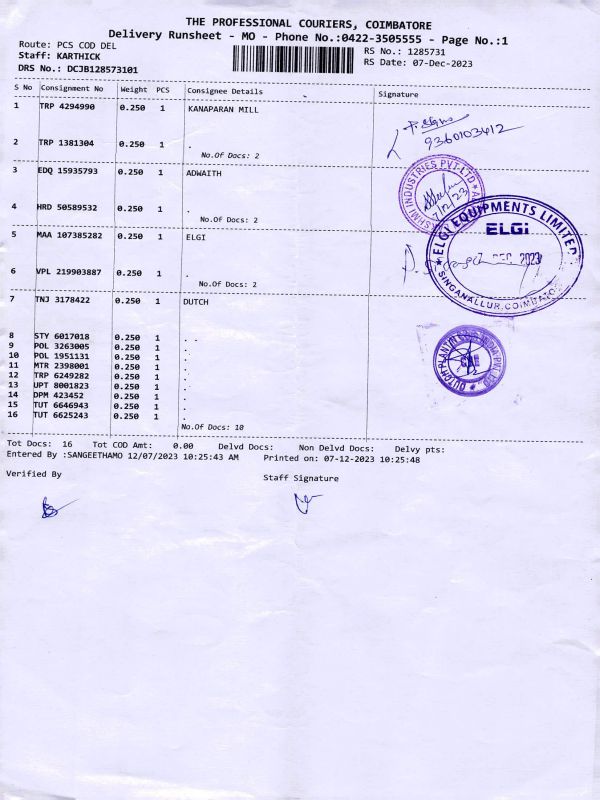 THE PROFESSIONAL COURIERS, COIMBATORE
Delivery Runsheet - MO - Phone No.:0422-3505555 - Page No.:1
Route: PCS COD DEL
RS No.: 1285731
Staff: KARTHICK
RS Date: 07-Dec-2023
DRS No.: DCJB128573101
S No Consignment No Weight PCS Consignee Details Signature
1 TRP 4294990 0.250 1 KANAPARAN MILL
9360103412
2 TRP 1381304 0.250 1 .
No.Of Docs: 2
3 EDQ 15935793 0.250 1 ADWAITH
INDUSTRIES PVT-LTD
7/12/23
4 HRD 50589532 0.250 1 .
No.Of Docs: 2
5 MAA 107385282 0.250 1 ELGI
ELGI EQUIPMENTS LIMITED
ELGi
7 DEC 2023
SINGANALLUR, COIMBATORE
6 VPL 219903887 0.250 1 .
No.Of Docs: 2
7 TNJ 3178422 0.250 1 DUTCH
8 STY 6017018 0.250 1 . .
9 POL 3263005 0.250 1 .
10 POL 1951131 0.250 1 .
11 MTR 2398001 0.250 1 .
12 TRP 6249282 0.250 1 .
13 UPT 8001823 0.250 1 .
14 DPM 423452 0.250 1 .
15 TUT 6646943 0.250 1 .
16 TUT 6625243 0.250 1 .
No.Of Docs: 10
Tot Docs: 16 Tot COD Amt: 0.00 Delvd Docs: Non Delvd Docs: Delvy pts:
Entered By :SANGEETHAMO 12/07/2023 10:25:43 AM Printed on: 07-12-2023 10:25:48
Verified By
Staff Signature